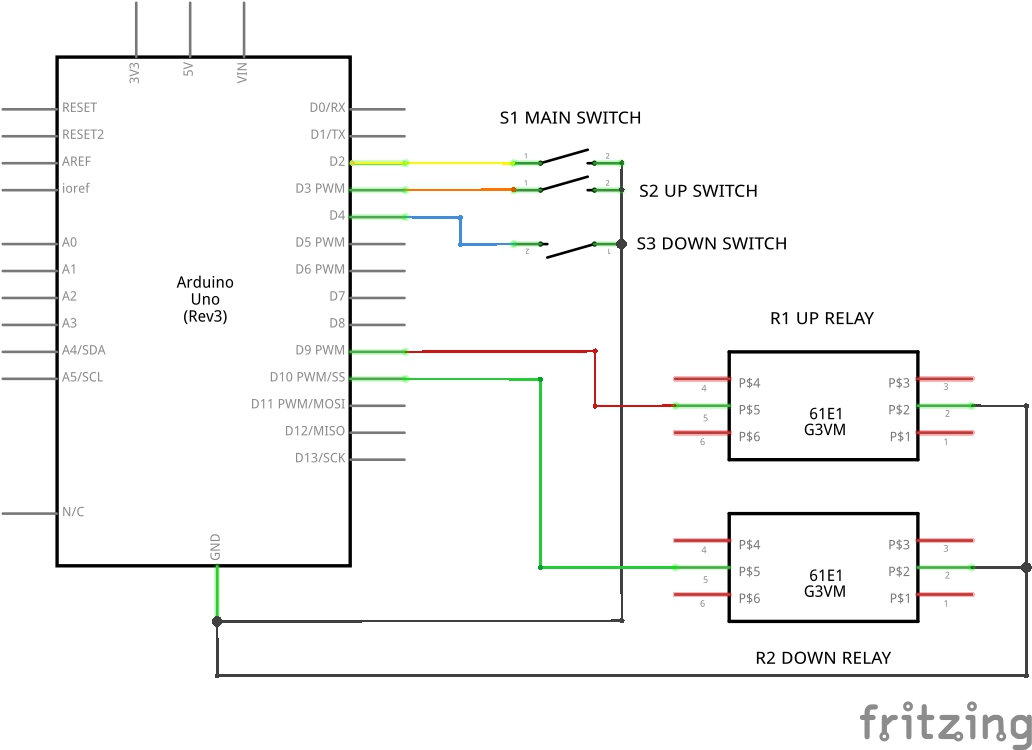 3V3
5V
VIN
RESET
RESET2
AREF
ioref
A0
A1
A2
A3
A4/SDA
A5/SCL
N/C
Arduino
Uno
(Rev3)
D0/RX
D1/TX
D2
D3 PWM
D4
D5 PWM
D6 PWM
D7
D8
D9 PWM
D10 PWM/SS
D11 PWM/MOSI
D12/MISO
D13/SCK
GND
S1 MAIN SWITCH
1 2
1 2
S2 UP SWITCH
2 1
S3 DOWN SWITCH
R1 UP RELAY
4 P$4 P$3 3
5 P$5 P$2 2
6 P$6 P$1 1
61E1
G3VM
4 P$4 P$3 3
5 P$5 P$2 2
6 P$6 P$1 1
61E1
G3VM
R2 DOWN RELAY
fritzing